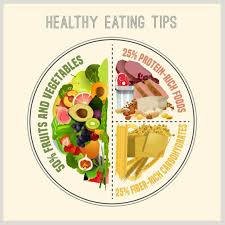 HEALTHY EATING TIPS
50% FRUITS AND VEGETABLES
25% PROTEIN-RICH FOODS
25% FIBER-RICH CARBOHYDRATES